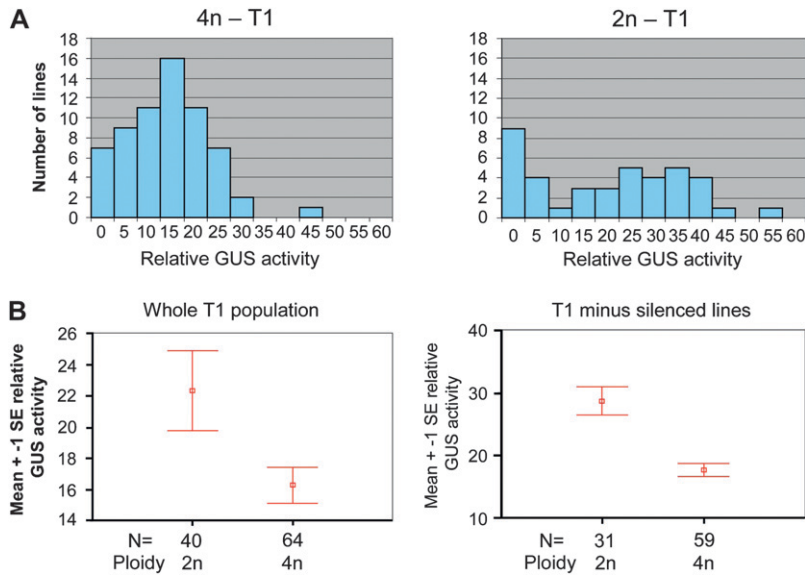 A
4n – T1
Number of lines
18
16
14
12
10
8
6
4
2
0
0 5 10 15 20 25 30 35 40 45 50 55 60
Relative GUS activity
2n – T1
18
16
14
12
10
8
6
4
2
0
0 5 10 15 20 25 30 35 40 45 50 55 60
Relative GUS activity
B
Whole T1 population
Mean + -1 SE relative
GUS activity
26
24
22
20
18
16
14
N= 40 64
Ploidy 2n 4n
T1 minus silenced lines
Mean + -1 SE relative
GUS activity
40
30
20
10
N= 31 59
Ploidy 2n 4n